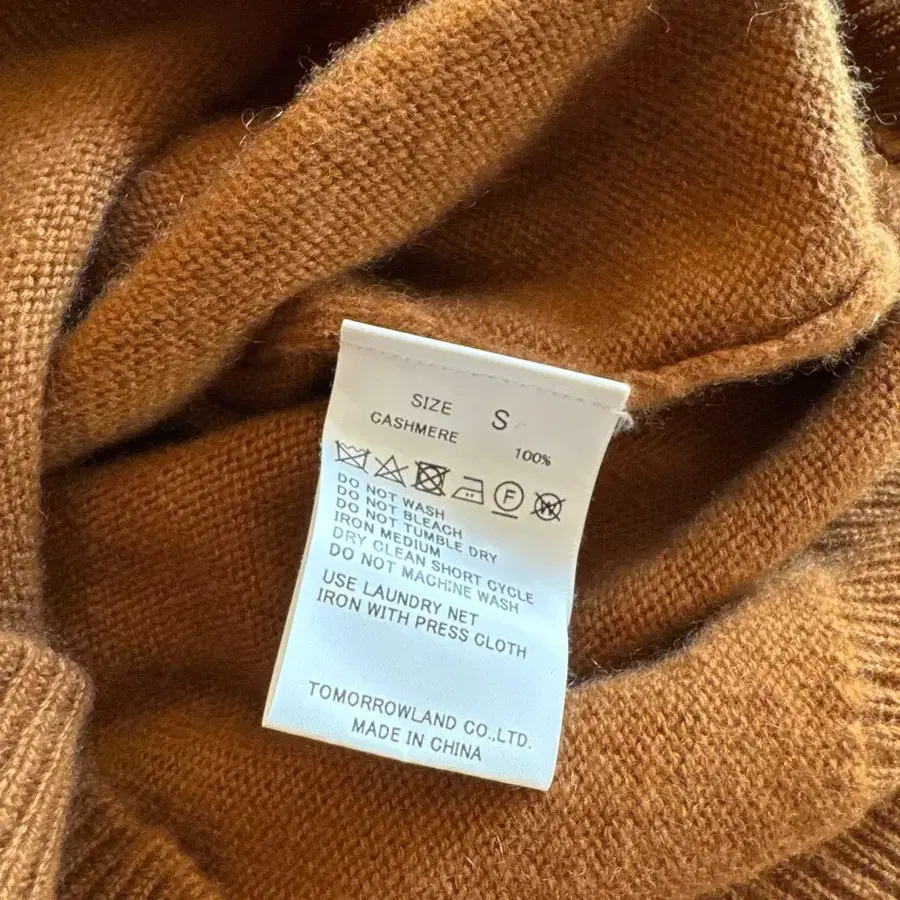 SIZE S
CASHMERE 100%
F W
DO NOT WASH
DO NOT BLEACH
DO NOT TUMBLE DRY
IRON MEDIUM
DRY CLEAN SHORT CYCLE
DO NOT MACHINE WASH
USE LAUNDRY NET
IRON WITH PRESS CLOTH
TOMORROWLAND CO.,LTD.
MADE IN CHINA